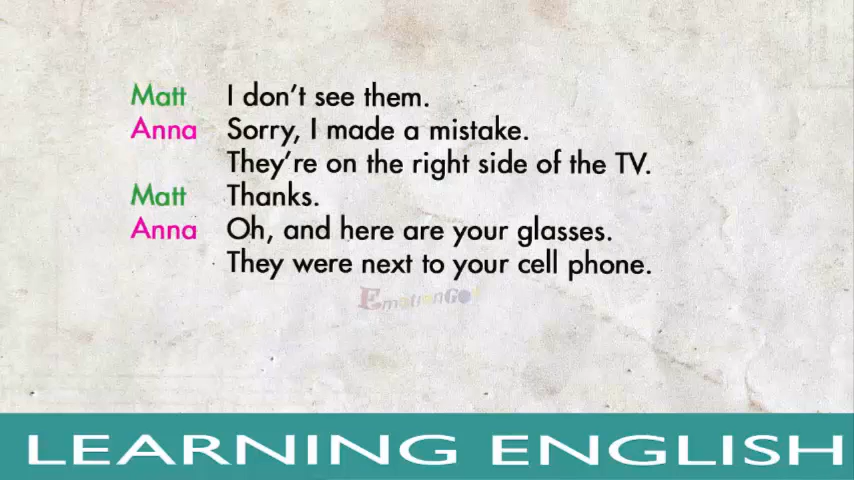 Matt I don't see them.
Anna Sorry, I made a mistake.
They're on the right side of the TV.
Matt Thanks.
Anna Oh, and here are your glasses.
They were next to your cell phone.
EmotionGo!
LEARNING ENGLISH